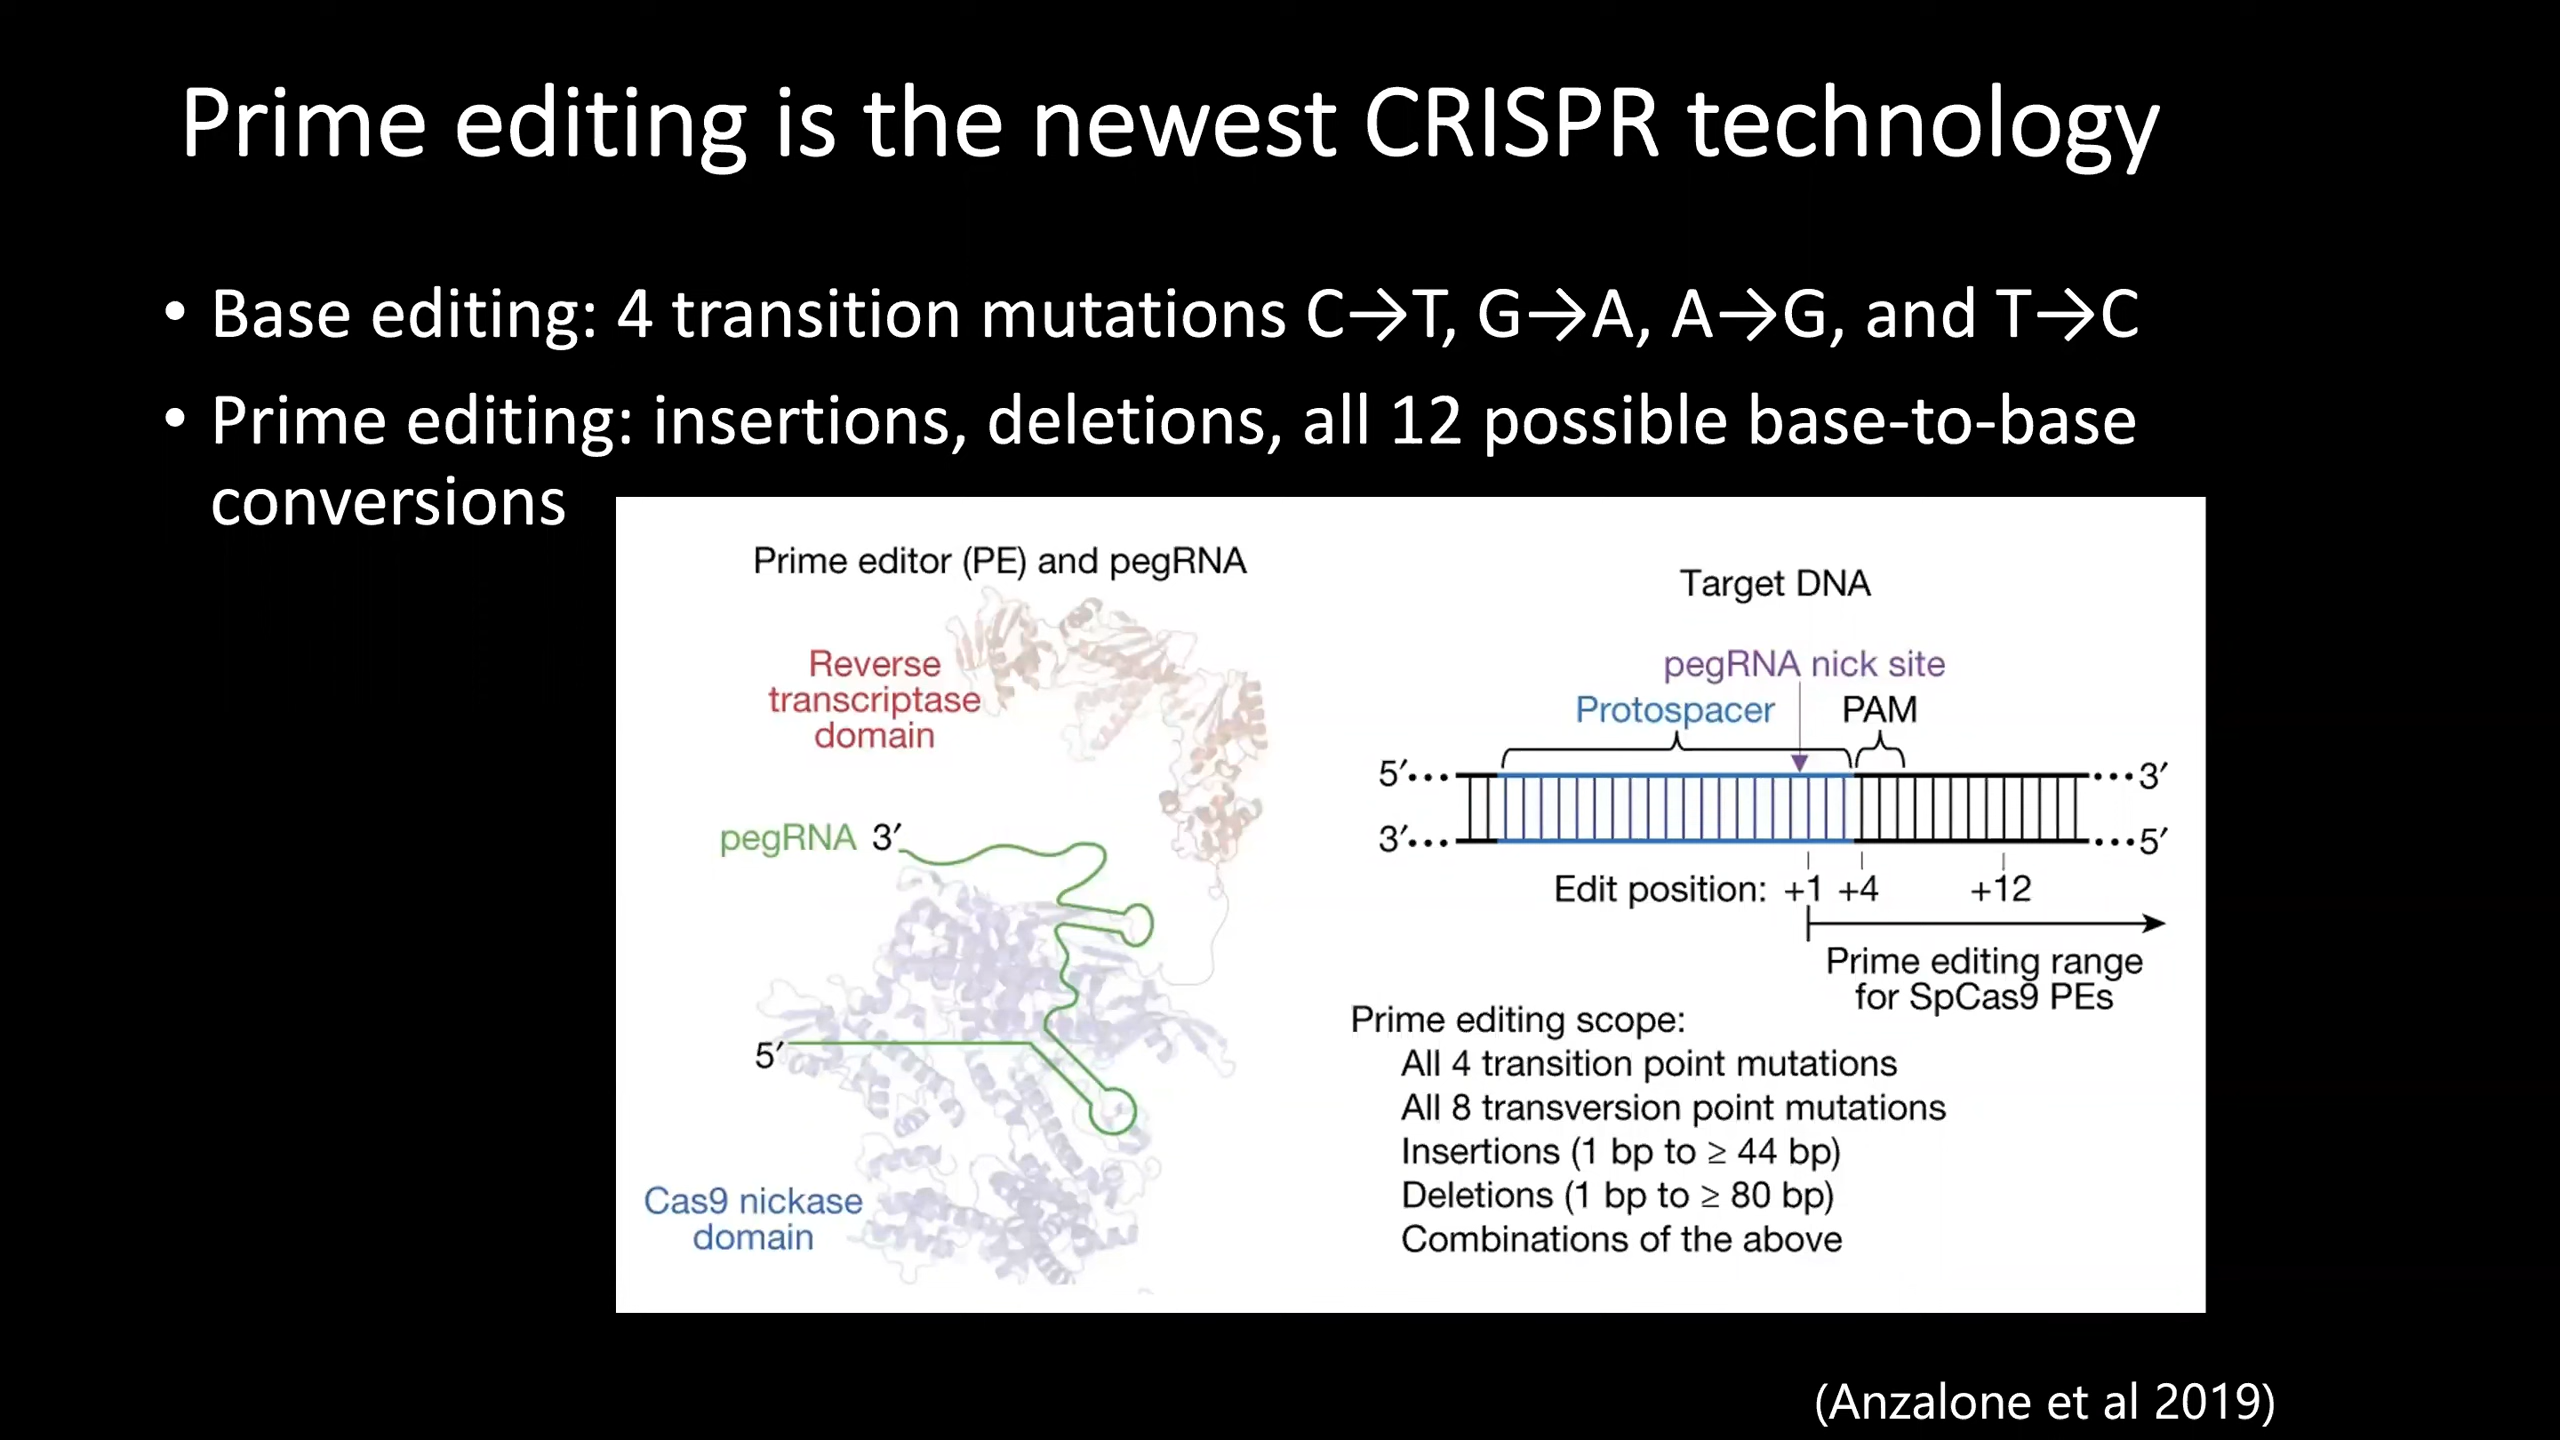 Prime editing is the newest CRISPR technology
• Base editing: 4 transition mutations C→T, G→A, A→G, and T→C
• Prime editing: insertions, deletions, all 12 possible base-to-base
conversions
Prime editor (PE) and pegRNA
Reverse
transcriptase
domain
pegRNA 3′
5′
Cas9 nickase
domain
Target DNA
pegRNA nick site
Protospacer PAM
5′••• •••3′
3′••• •••5′
Edit position: +1 +4 +12
Prime editing range
for SpCas9 PEs
Prime editing scope:
All 4 transition point mutations
All 8 transversion point mutations
Insertions (1 bp to ≥ 44 bp)
Deletions (1 bp to ≥ 80 bp)
Combinations of the above
(Anzalone et al 2019)